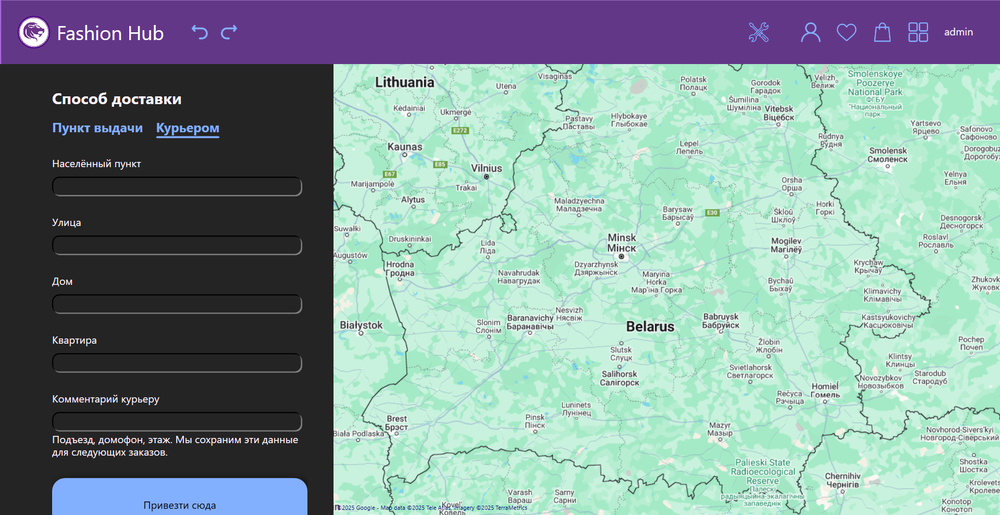 Fashion Hub
admin
Способ доставки
Пункт выдачи Курьером
Населённый пункт
Улица
Дом
Квартира
Комментарий курьеру
Подъезд, домофон, этаж. Мы сохраним эти данные
для следующих заказов.
Привезти сюда
Lithuania
Utena
Visaginas
Polatsk
Полацк
Gorodok
Гарадок
Velizh
Велиж
Smolenskoye
Poozerye
National Park
ФГБУ
"Национальный
парк...
Kėdainiai
Ukmergė
Šumilina
Шуміліна
Vitebsk
Віцебск
Pastavy
Паставы
Hlybokaye
Глыбокае
E272
Yartsevo
Ярцево
Safonovo
Сафоново
Rudnya
Рудня
Kaunas
Lepel
Лепель
Smolensk
Смоленск
Dorogobuz
Дорогобу
E85
Vilnius
E67
Marijampolė
Trakai
Orsha
Орша
Yelnya
Ельня
Alytus
Maladzyechna
Маладзечна
Barysaw
Барысаў
E30
Škloŭ
Шклоў
Horki
Горкі
Desnogorsk
Десногорск
Suwałki
Druskininkai
Lida
Ліда
Minsk
Мінск
Mogilev
Магілёў
Roslavl
Рославль
Augustów
Hrodna
Гродна
Navahrudak
Навагрудак
Dzyarzhynsk
Дзяржынск
Maryina
Horka
Мар'іна Горка
Krychaw
Крычаў
Bychaŭ
Быхаў
Zhukovk
Жуковк
Klimavichy
Клімавічы
Nesvizh
Нясвіж
Baranavichy
Баранавічы
Slonim
Слонім
Białystok
Belarus
Babruysk
Бабруйск
Kastsyukovichy
Касцюковічы
Slutsk
Слуцк
Žlobin
Жлобін
Pochep
Почеп
Klintsy
Клинцы
Salihorsk
Салігорск
Svietlahorsk
Светлагорск
Novozybkov
Новозыбков
Starodub
Стародуб
Homieĺ
Гомель
Rečyca
Рэчыца
Luninets
Лунінец
Brest
Брэст
Pinsk
Пінск
Biała Podlaska
Mazyr
Мазыр
Novhorod-Sivers'kyi
Новгород-Сіверський
Palieski State
Radioecological
Reserve
Палескі
радыяцыйна-экалагічны
запаведнік
Shostka
Шостка
Chernihiv
Чернігів
Krolevets
Кролеве
Varash
Вараш
Sarny
Сарни
Kovel'
Ковель
Konotop
Конотоп
©2025 Google - Map data ©2025 Tele Atlas, Imagery ©2025 TerraMetrics